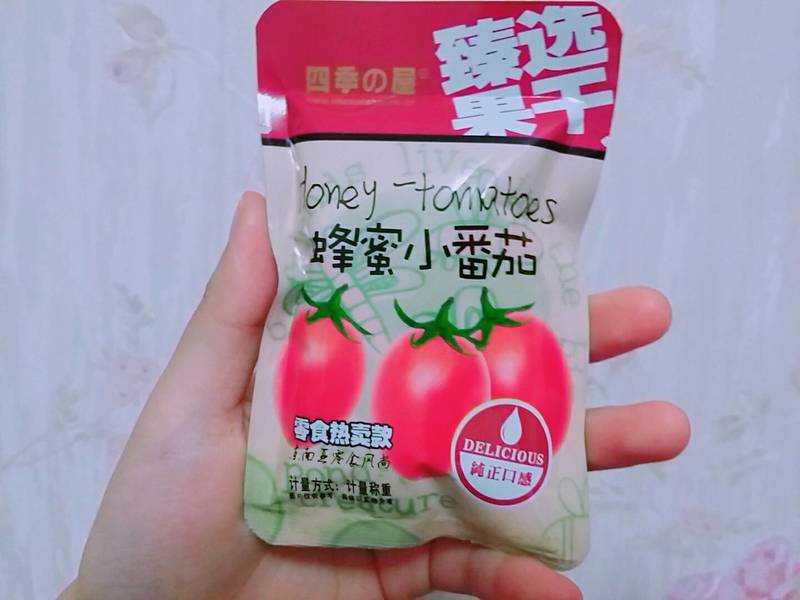 四季の屋
臻选
果干
Honey-tomatoes
蜂蜜小番茄
零食热卖款
DELICIOUS
純正口感
计量方式：计量称重